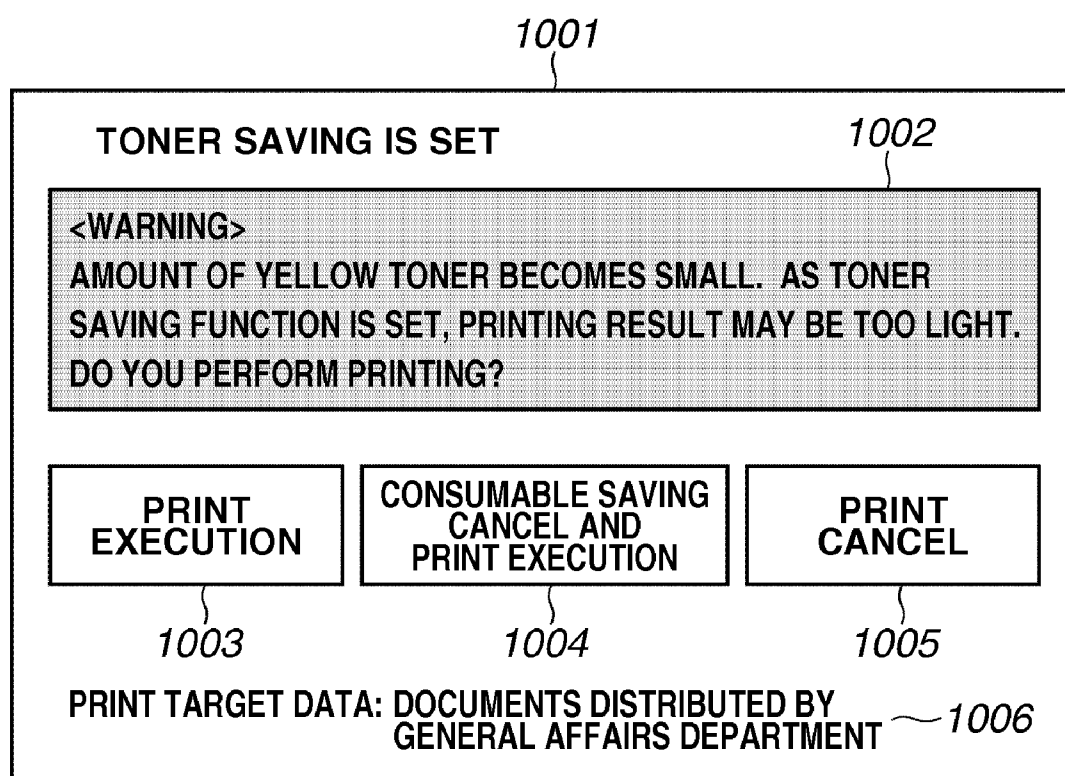 1001
TONER SAVING IS SET
1002
<WARNING>
AMOUNT OF YELLOW TONER BECOMES SMALL. AS TONER
SAVING FUNCTION IS SET, PRINTING RESULT MAY BE TOO LIGHT.
DO YOU PERFORM PRINTING?
PRINT
EXECUTION
CONSUMABLE SAVING
CANCEL AND
PRINT EXECUTION
PRINT
CANCEL
1003
1004
1005
PRINT TARGET DATA: DOCUMENTS DISTRIBUTED BY
GENERAL AFFAIRS DEPARTMENT
1006